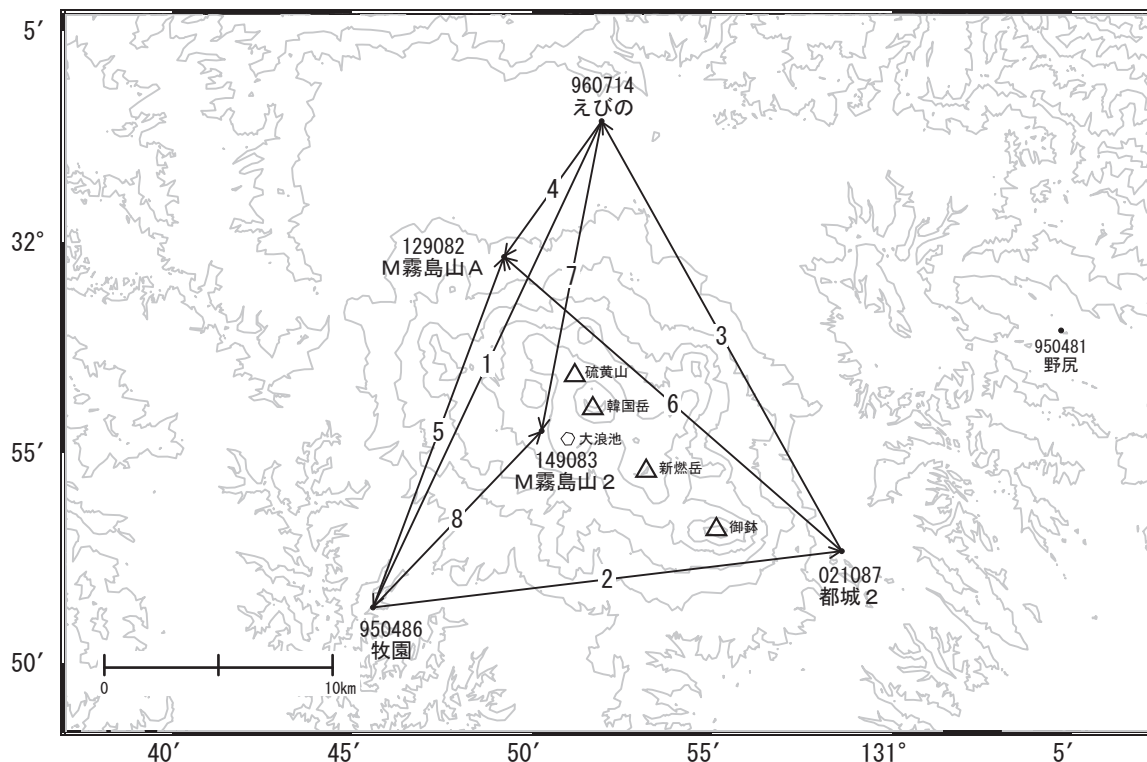 5′
960714
えびの
4
32°
129082
M霧島山A
7
3
950481
野尻
1
硫黄山
6
韓国岳
5
大浪池
55′
149083
M霧島山2
新燃岳
8
御鉢
2
021087
都城2
950486
牧園
50′
0
10km
40′
45′
50′
55′
131°
5′